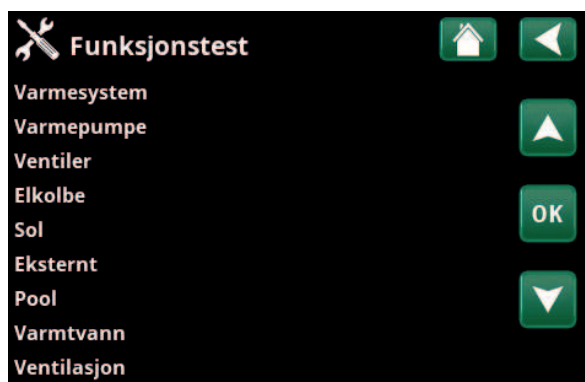 Funksjonstest
Varmesystem
Varmepumpe
Ventiler
Elkolbe
Sol
Eksternt
Pool
Varmtvann
Ventilasjon
OK